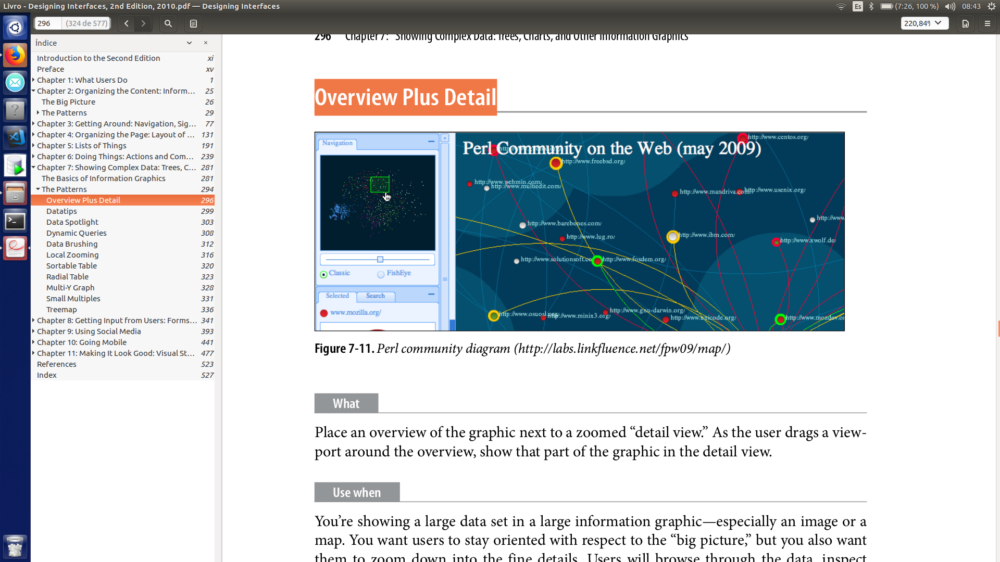 Livro - Designing Interfaces, 2nd Edition, 2010.pdf — Designing Interfaces
Es
(7:26, 100 %)
08:43
296
(324 de 577)
220,84%
Índice
Introduction to the Second Edition xi
Preface xv
Chapter 1: What Users Do 1
Chapter 2: Organizing the Content: Inform... 25
The Big Picture 26
The Patterns 29
Chapter 3: Getting Around: Navigation, Sig... 77
Chapter 4: Organizing the Page: Layout of ... 131
Chapter 5: Lists of Things 191
Chapter 6: Doing Things: Actions and Com... 239
Chapter 7: Showing Complex Data: Trees, C... 281
The Basics of Information Graphics 281
The Patterns 294
Overview Plus Detail 296
Datatips 299
Data Spotlight 303
Dynamic Queries 308
Data Brushing 312
Local Zooming 316
Sortable Table 320
Radial Table 323
Multi-Y Graph 328
Small Multiples 331
Treemap 336
Chapter 8: Getting Input from Users: Forms... 341
Chapter 9: Using Social Media 393
Chapter 10: Going Mobile 441
Chapter 11: Making It Look Good: Visual St... 477
References 523
Index 527
296 Chapter 7: Showing Complex Data: Trees, Charts, and Other Information Graphics
Overview Plus Detail
Navigation
Classic
FishEye
Selected
Search
www.mozilla.org/
Perl Community on the Web (may 2009)
http://www.centos.org/
http://www.freebsd.org/
http://www.webmin.com/
http://www.multiedit.com/
http://www.mandriva.com/
http://www.usenix.org/
http://www
http://www.barebones.com/
http://www.lug.ro/
http://www.ibm.com/
http://www.xwolf.de/
http://www.solutionsoft.co
http://www.fosdem.org/
http://www.osuosl.org/
http://www.minix3.org/
http://www.gnu-darwin.org/
http://www.unicode.org/
http://www.mozdev.or
Figure 7-11. Perl community diagram (http://labs.linkfluence.net/fpw09/map/)
What
Place an overview of the graphic next to a zoomed “detail view.” As the user drags a view-
port around the overview, show that part of the graphic in the detail view.
Use when
You’re showing a large data set in a large information graphic—especially an image or a
map. You want users to stay oriented with respect to the “big picture,” but you also want
them to zoom down into the fine details. Users will browse through the data, inspect